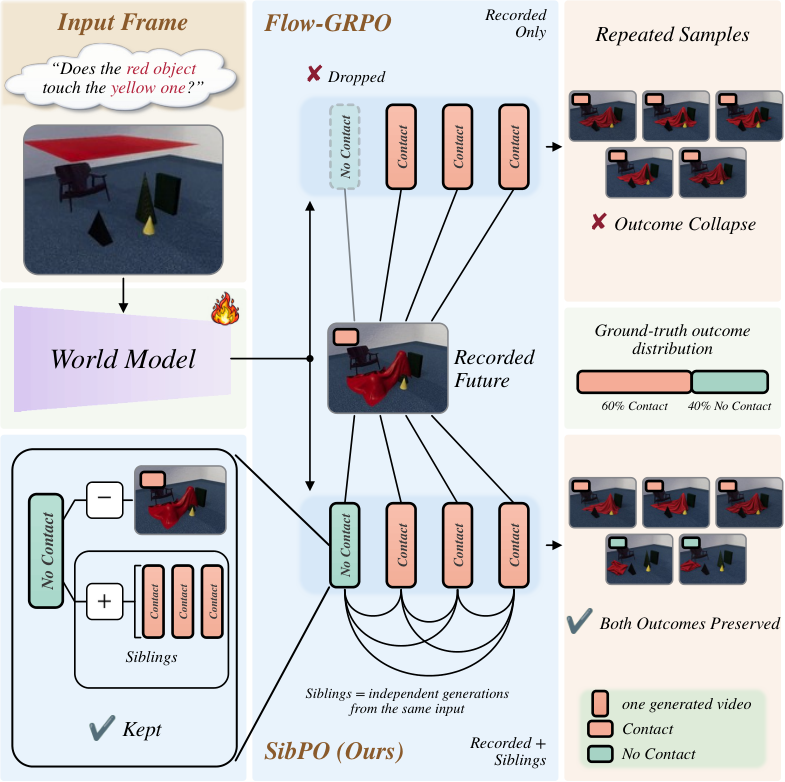 Input Frame
“Does the red object
touch the yellow one?”
World Model
Flow-GRPO
Recorded
Only
✘ Dropped
No Contact
Contact
Contact
Contact
Recorded
Future
No Contact
Contact
Contact
Contact
Siblings = independent generations
from the same input
SibPO (Ours)
Recorded +
Siblings
No Contact
−
+
Contact
Contact
Contact
Siblings
✔ Kept
Repeated Samples
✘ Outcome Collapse
Ground-truth outcome
distribution
60% Contact
40% No Contact
✔ Both Outcomes Preserved
one generated video
Contact
No Contact